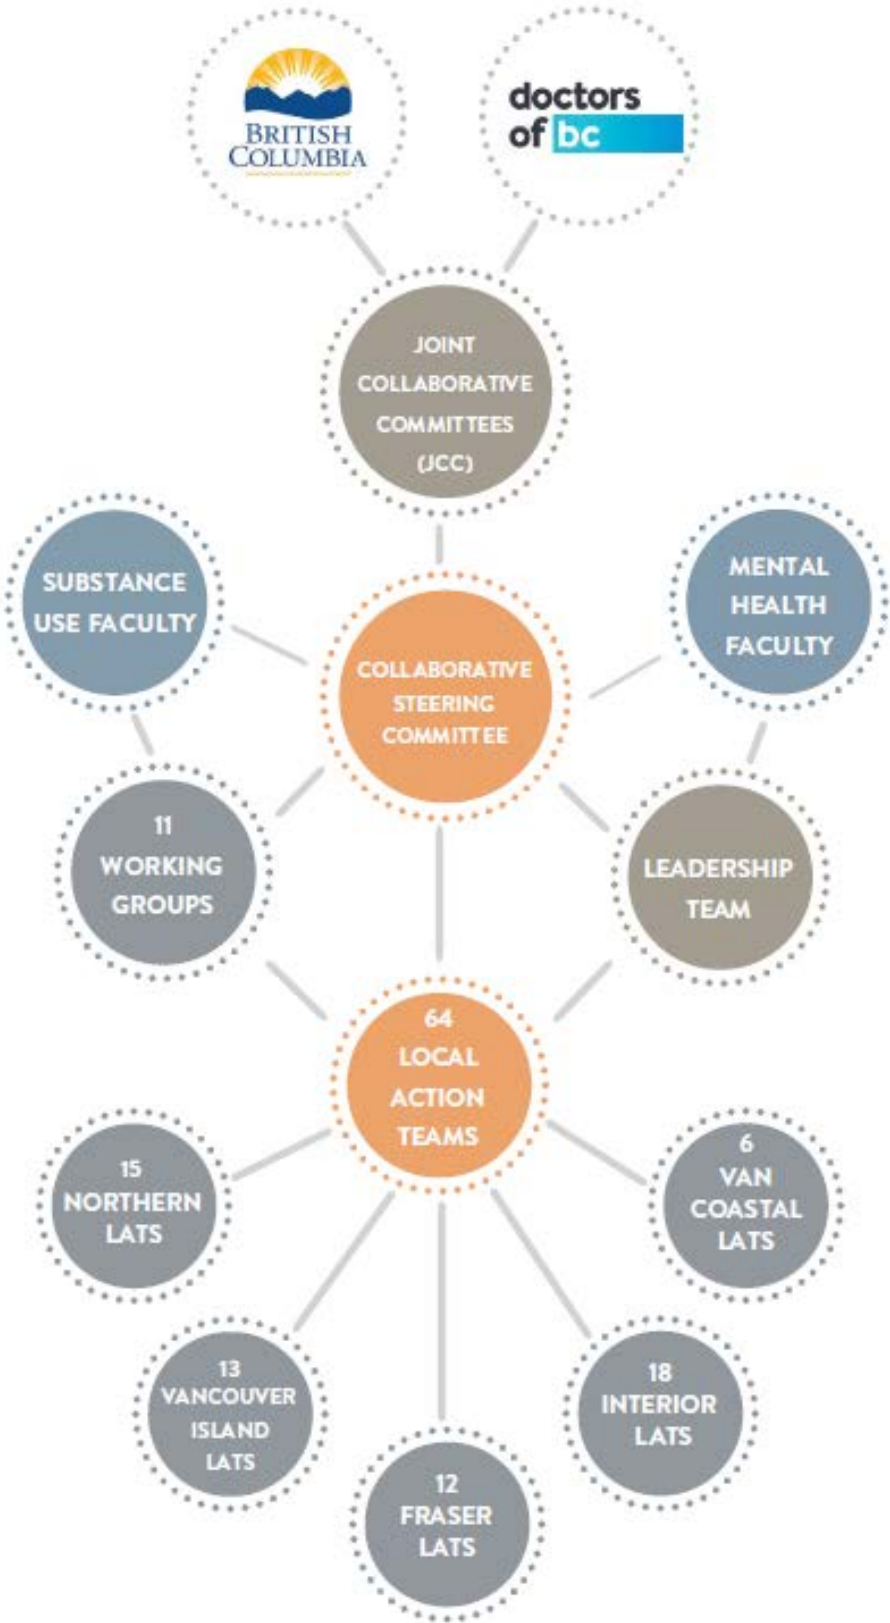 BRITISH
COLUMBIA
doctors
of bc
JOINT
COLLABORATIVE
COMMITTEES
(JCC)
SUBSTANCE
USE FACULTY
MENTAL
HEALTH
FACULTY
COLLABORATIVE
STEERING
COMMITTEE
11
WORKING
GROUPS
LEADERSHIP
TEAM
64
LOCAL
ACTION
TEAMS
15
NORTHERN
LATS
6
VAN
COASTAL
LATS
13
VANCOUVER
ISLAND
LATS
18
INTERIOR
LATS
12
FRASER
LATS